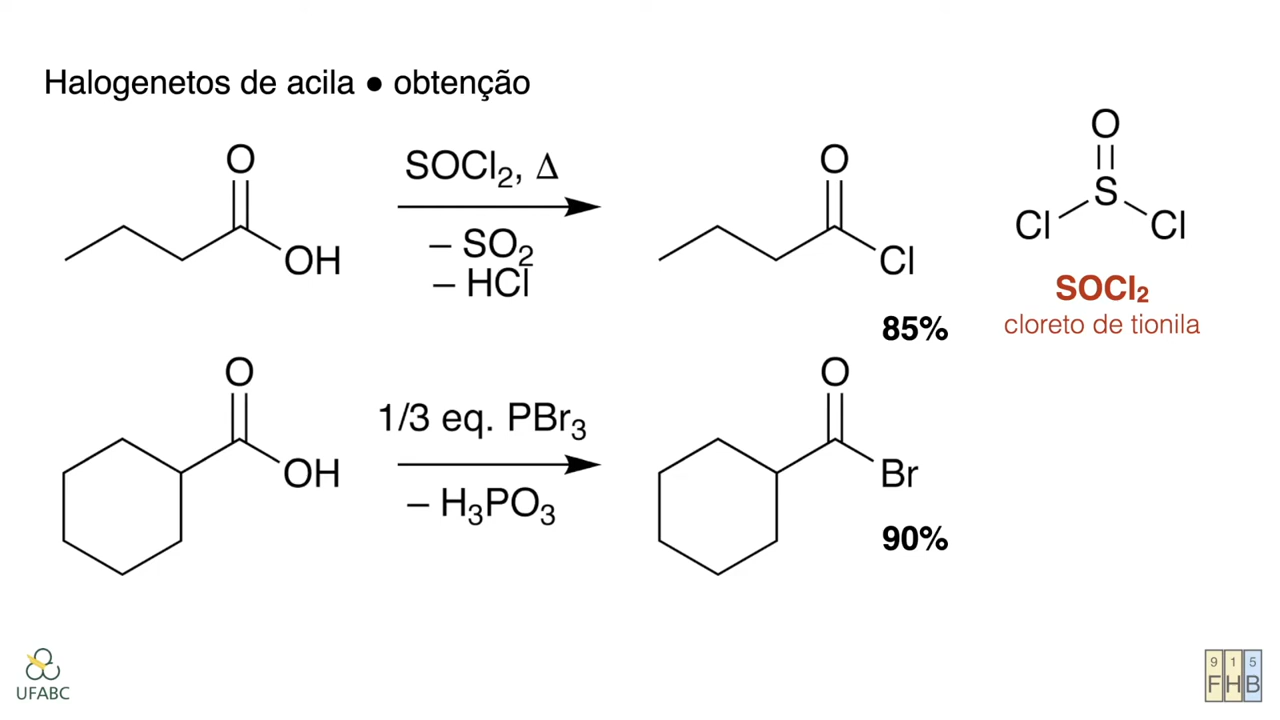 Halogenetos de acila ● obtenção
O
OH
SOCl₂, Δ
– SO₂
– HCl
O
Cl
85%
O
S
Cl Cl
SOCl₂
cloreto de tionila
O
OH
1/3 eq. PBr₃
– H₃PO₃
O
Br
90%
UFABC
9 1 5
F H B